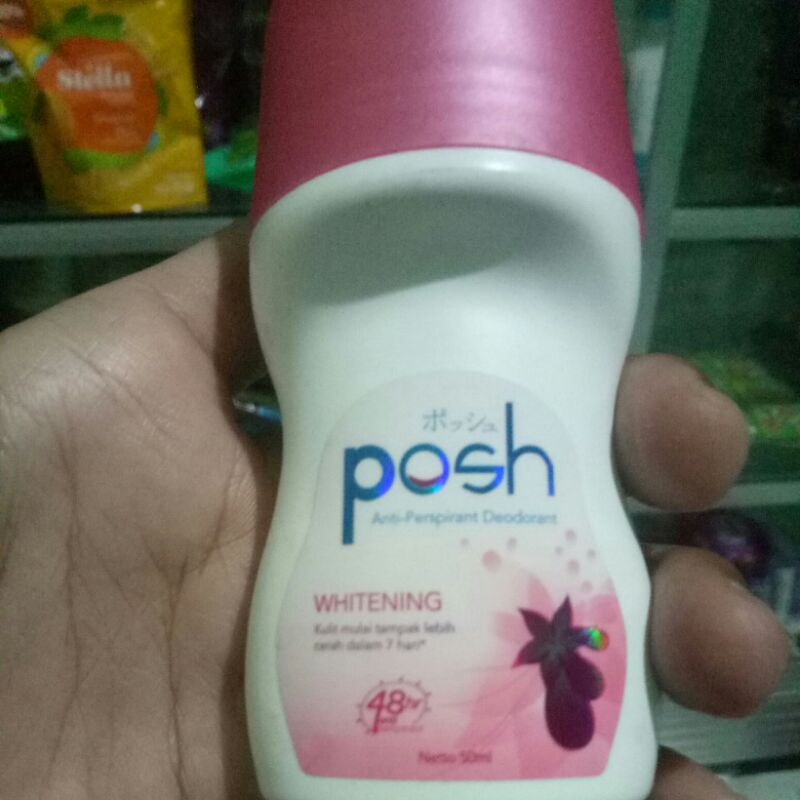 Stella
ポッシュ
posh
Anti-Perspirant Deodorant
WHITENING
Kulit mulai tampak lebih
cerah dalam 7 hari*
48hr
Netto 50ml